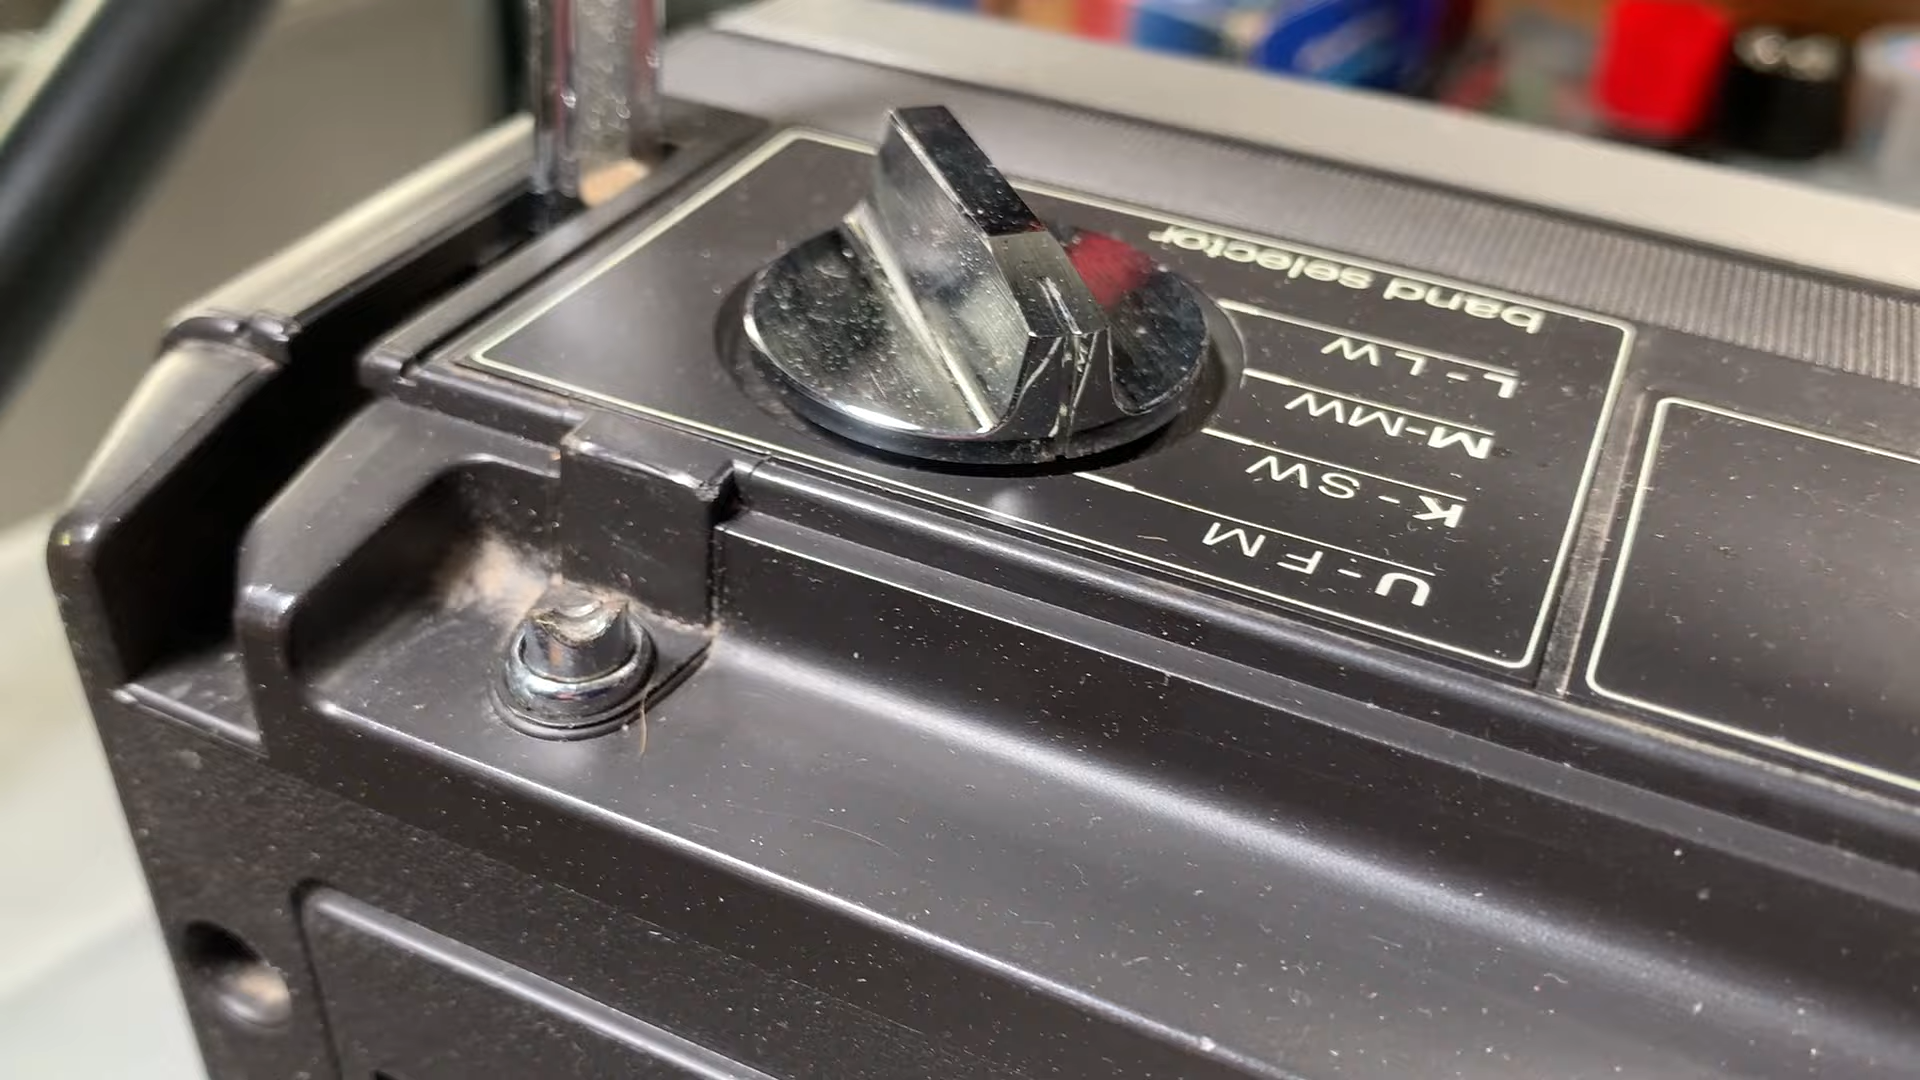 band selector
L - LW
M-MW
K - SW
U - FM